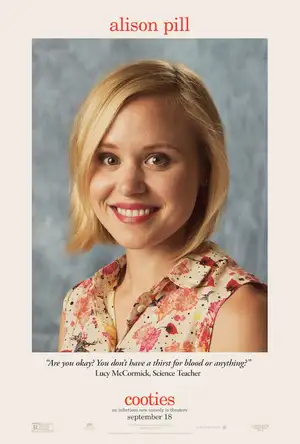 alison pill
"Are you okay? You don't have a thirst for blood or anything?"
Lucy McCormick, Science Teacher
cooties
an infectious new comedy in theaters
september 18